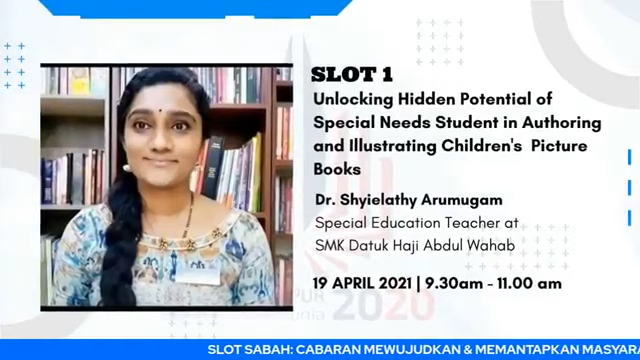 SLOT 1
Unlocking Hidden Potential of
Special Needs Student in Authoring
and Illustrating Children's Picture
Books
Dr. Shyielathy Arumugam
Special Education Teacher at
SMK Datuk Haji Abdul Wahab
19 APRIL 2021 | 9.30am - 11.00 am
2020
SLOT SABAH: CABARAN MEWUJUDKAN & MEMANTAPKAN MASYARA